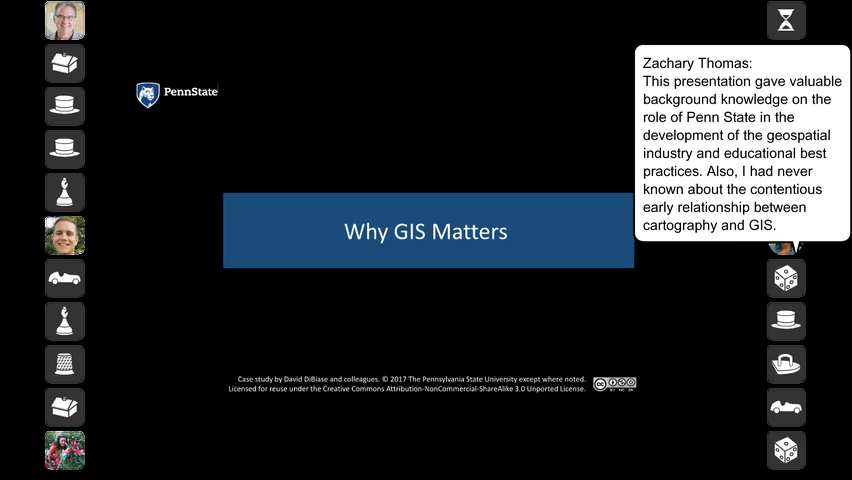 PennState
Why GIS Matters
Zachary Thomas:
This presentation gave valuable
background knowledge on the
role of Penn State in the
development of the geospatial
industry and educational best
practices. Also, I had never
known about the contentious
early relationship between
cartography and GIS.
Case study by David DiBiase and colleagues. © 2017 The Pennsylvania State University except where noted.
Licensed for reuse under the Creative Commons Attribution-NonCommercial-ShareAlike 3.0 Unported License.
BY NC SA